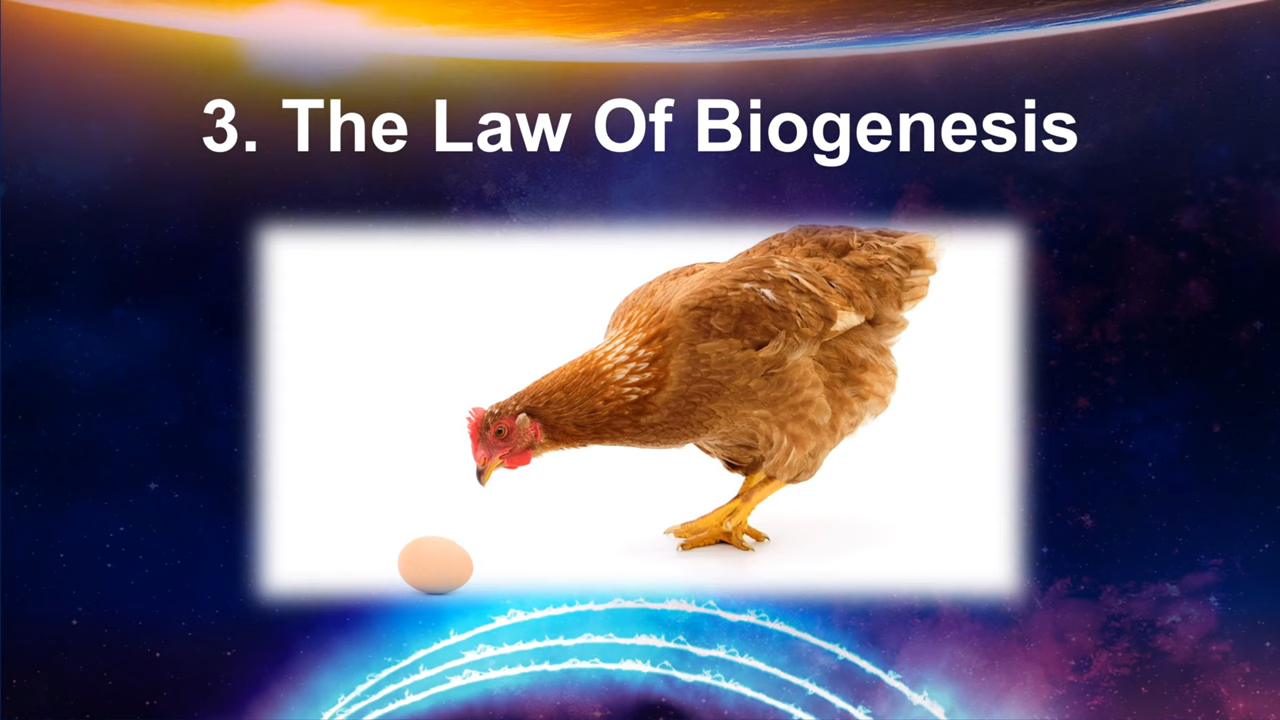 3. The Law Of Biogenesis